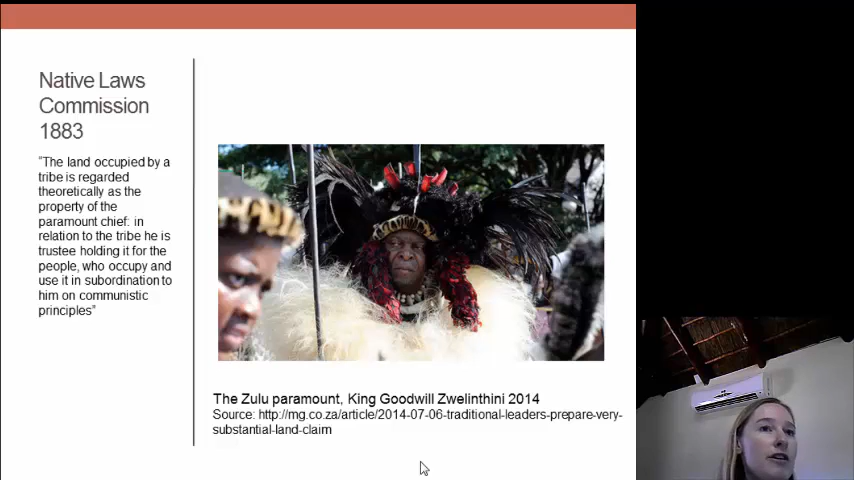 Native Laws
Commission
1883
"The land occupied by a
tribe is regarded
theoretically as the
property of the
paramount chief: in
relation to the tribe he is
trustee holding it for the
people, who occupy and
use it in subordination to
him on communistic
principles"
The Zulu paramount, King Goodwill Zwelinthini 2014
Source: http://mg.co.za/article/2014-07-06-traditional-leaders-prepare-very-
substantial-land-claim